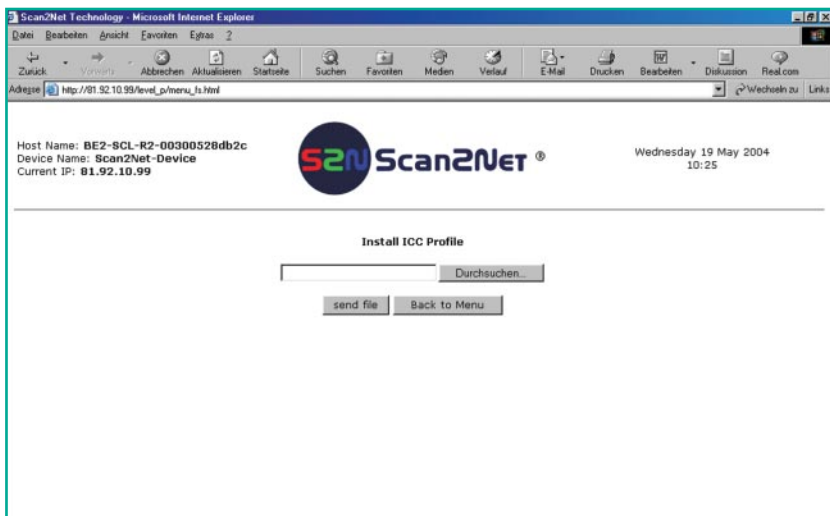 Scan2Net Technology - Microsoft Internet Explorer
Datei Bearbeiten Ansicht Favoriten Extras ?
Zurück Vorwärts Abbrechen Aktualisieren Startseite Suchen Favoriten Medien Verlauf E-Mail Drucken Bearbeiten Diskussion Real.com
Adresse http://81.92.10.99/level_p/menu_fs.html Wechseln zu Links
Host Name: BE2-SCL-R2-00300528db2c
Device Name: Scan2Net-Device
Current IP: 81.92.10.99
S2N Scan2Net ®
Wednesday 19 May 2004
10:25
Install ICC Profile
Durchsuchen...
send file Back to Menu